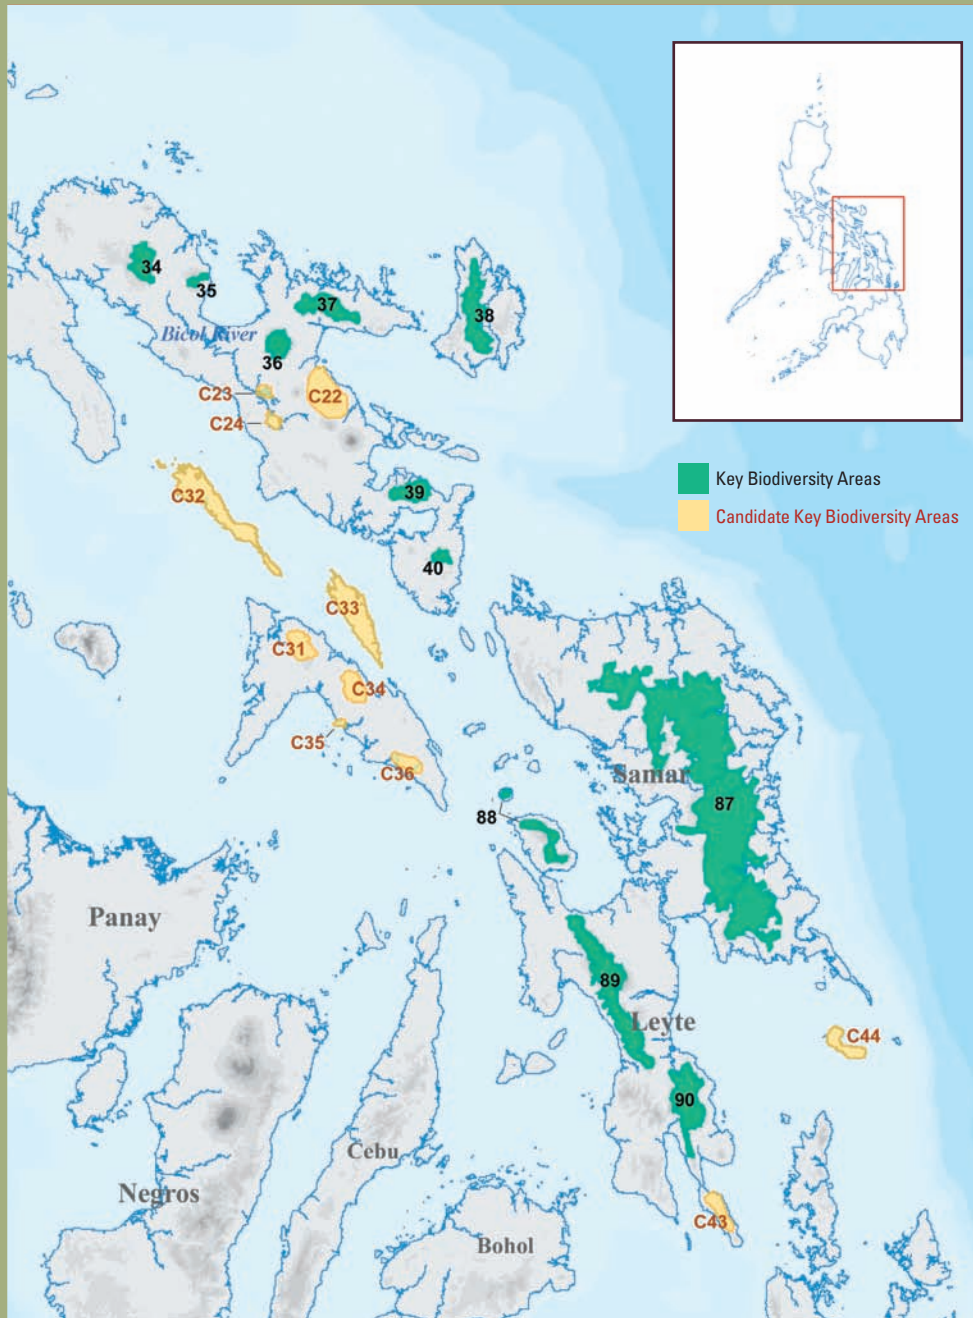 34
35
37
38
Bicol River
36
C23
C22
C24
39
C32
Key Biodiversity Areas
Candidate Key Biodiversity Areas
40
C33
C31
C34
C35
C36
Samar
87
88
Panay
89
Leyte
C44
90
Cebu
Negros
C43
Bohol